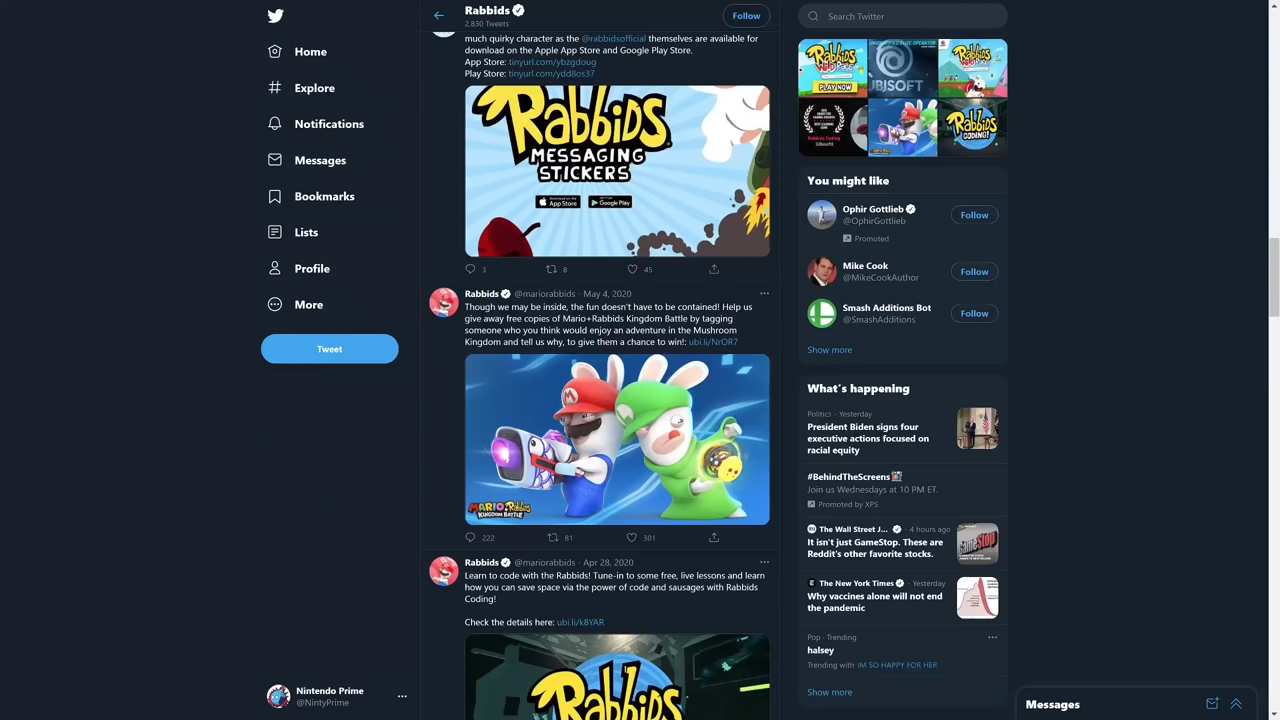 Home
Explore
Notifications
Messages
Bookmarks
Lists
Profile
More
Tweet
Nintendo Prime
@NintyPrime
Rabbids
2,830 Tweets
Follow
much quirky character as the @rabbidsofficial themselves are available for
download on the Apple App Store and Google Play Store.
App Store: tinyurl.com/ybzgdoug
Play Store: tinyurl.com/ydd8os37
Rabbids
MESSAGING
STICKERS
Download on the App Store
Google Play
3 8 45
Rabbids @mariorabbids · May 4, 2020
Though we may be inside, the fun doesn't have to be contained! Help us
give away free copies of Mario+Rabbids Kingdom Battle by tagging
someone who you think would enjoy an adventure in the Mushroom
Kingdom and tell us why, to give them a chance to win!: ubi.li/NrOR7
MARIO Rabbids
KINGDOM BATTLE
222 81 301
Rabbids @mariorabbids · Apr 28, 2020
Learn to code with the Rabbids! Tune-in to some free, live lessons and learn
how you can save space via the power of code and sausages with Rabbids
Coding!
Check the details here: ubi.li/k8YAR
Rabbids
Search Twitter
Rabbids
WILD RACE
PLAY NOW
UBISOFT
Rabbids
WILD RACE
Rabbids Coding
(Ubisoft)
Rabbids
CODING!
You might like
Ophir Gottlieb
@OphirGottlieb
Promoted
Follow
Mike Cook
@MikeCookAuthor
Follow
Smash Additions Bot
@SmashAdditions
Follow
Show more
What's happening
Politics · Yesterday
President Biden signs four
executive actions focused on
racial equity
#BehindTheScreens
Join us Wednesdays at 10 PM ET.
Promoted by XPS
The Wall Street J... · 4 hours ago
It isn't just GameStop. These are
Reddit's other favorite stocks.
GameStop
The New York Times · Yesterday
Why vaccines alone will not end
the pandemic
Pop · Trending
halsey
Trending with IM SO HAPPY FOR HER
Show more
Messages